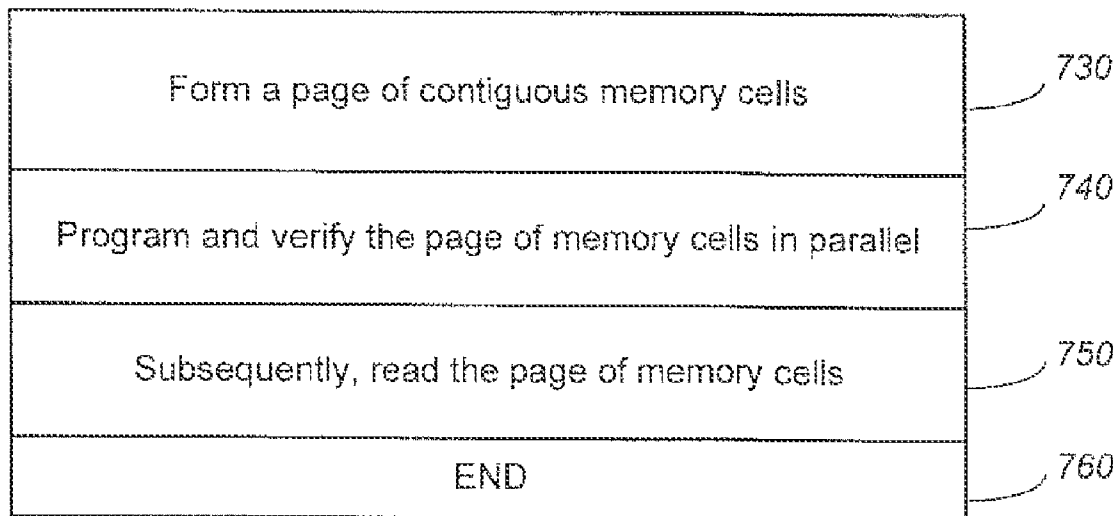 Form a page of contiguous memory cells
730
Program and verify the page of memory cells in parallel
740
Subsequently, read the page of memory cells
750
END
760